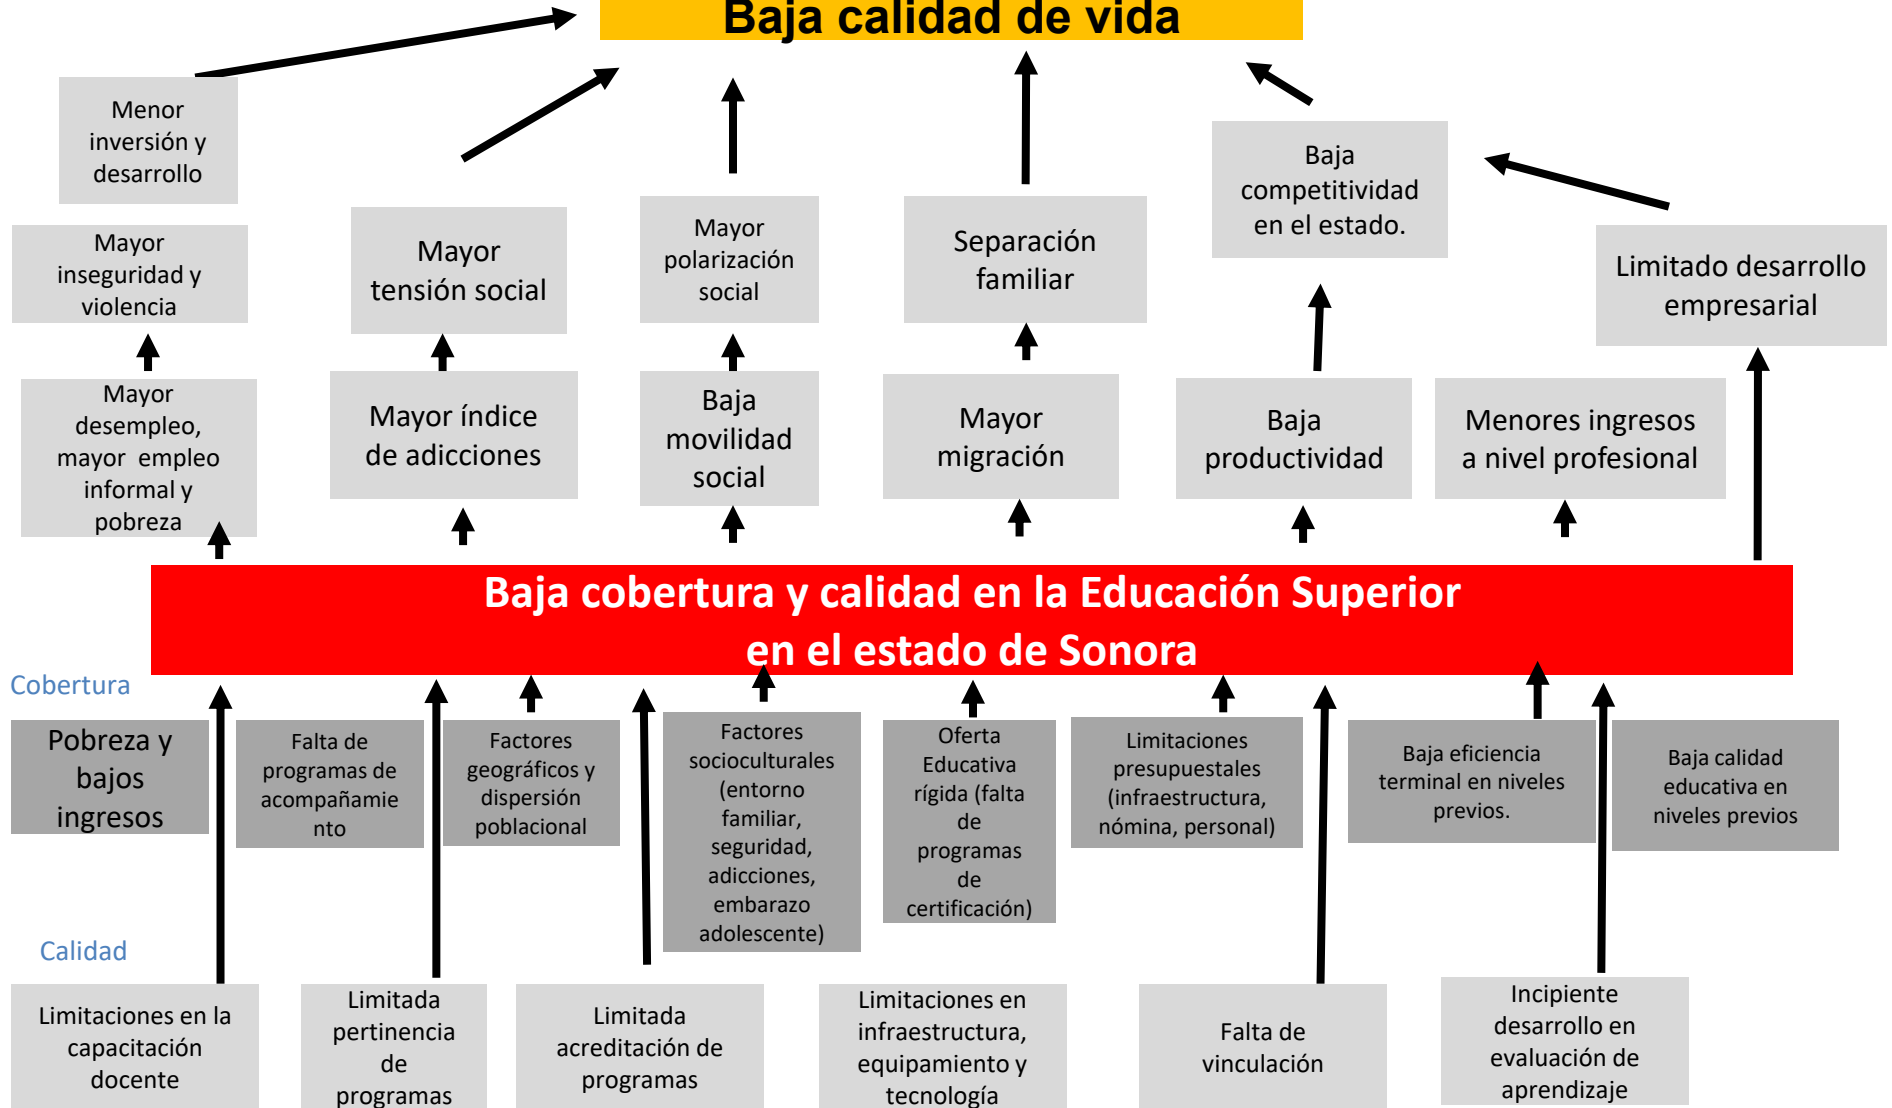 Baja calidad de vida
Menor
inversión y
desarrollo
Baja
competitividad
en el estado.
Mayor
inseguridad y
violencia
Mayor
tensión social
Mayor
polarización
social
Separación
familiar
Limitado desarrollo
empresarial
Mayor
desempleo,
mayor empleo
informal y
pobreza
Mayor índice
de adicciones
Baja
movilidad
social
Mayor
migración
Baja
productividad
Menores ingresos
a nivel profesional
Baja cobertura y calidad en la Educación Superior
en el estado de Sonora
Cobertura
Pobreza y
bajos
ingresos
Falta de
programas de
acompañamie
nto
Factores
geográficos y
dispersión
poblacional
Factores
socioculturales
(entorno
familiar,
seguridad,
adicciones,
embarazo
adolescente)
Oferta
Educativa
rígida (falta
de
programas
de
certificación)
Limitaciones
presupuestales
(infraestructura,
nómina, personal)
Baja eficiencia
terminal en niveles
previos.
Baja calidad
educativa en
niveles previos
Calidad
Limitaciones en la
capacitación
docente
Limitada
pertinencia
de
programas
Limitada
acreditación de
programas
Limitaciones en
infraestructura,
equipamiento y
tecnología
Falta de
vinculación
Incipiente
desarrollo en
evaluación de
aprendizaje